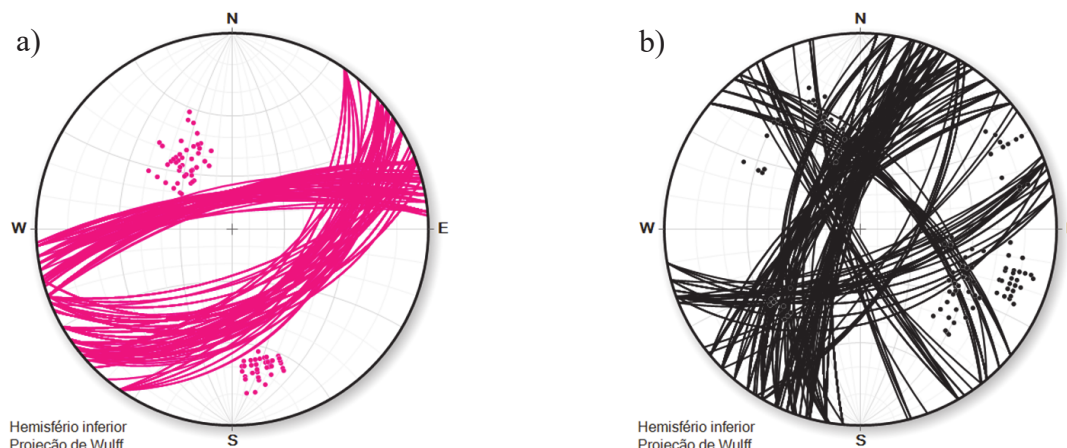 a)
N
W
E
S
Hemisfério inferior
Projeção de Wulff
b)
N
W
S
Hemisfério inferior
Projeção de Wulff